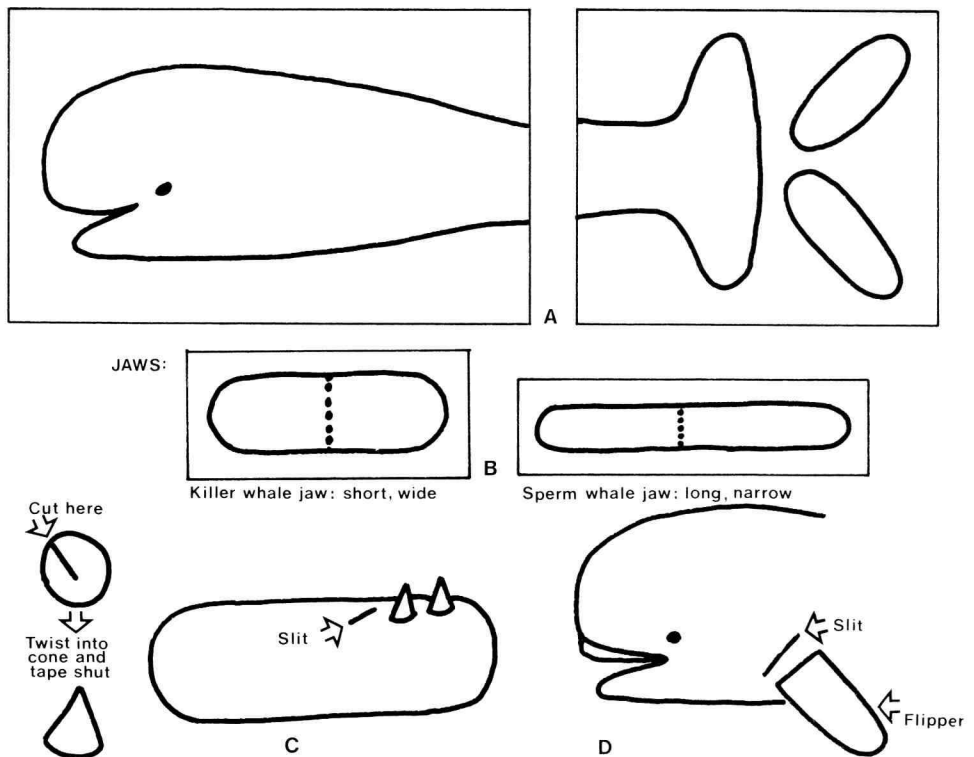 A
JAWS:
B
Killer whale jaw: short, wide
Sperm whale jaw: long, narrow
Cut here
Twist into
cone and
tape shut
Slit
C
Slit
Flipper
D